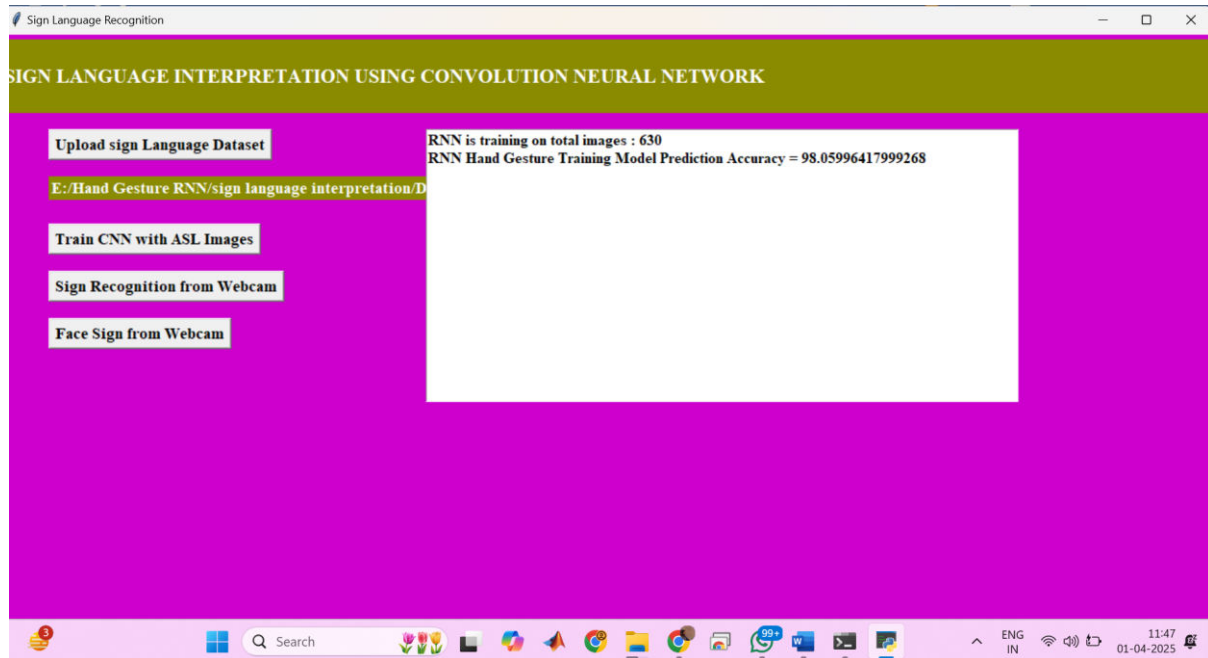 Sign Language Recognition
SIGN LANGUAGE INTERPRETATION USING CONVOLUTION NEURAL NETWORK
Upload sign Language Dataset
E:/Hand Gesture RNN/sign language interpretation/D
Train CNN with ASL Images
Sign Recognition from Webcam
Face Sign from Webcam
RNN is training on total images : 630
RNN Hand Gesture Training Model Prediction Accuracy = 98.05996417999268
3
Search
99+
ENG
IN
11:47
01-04-2025